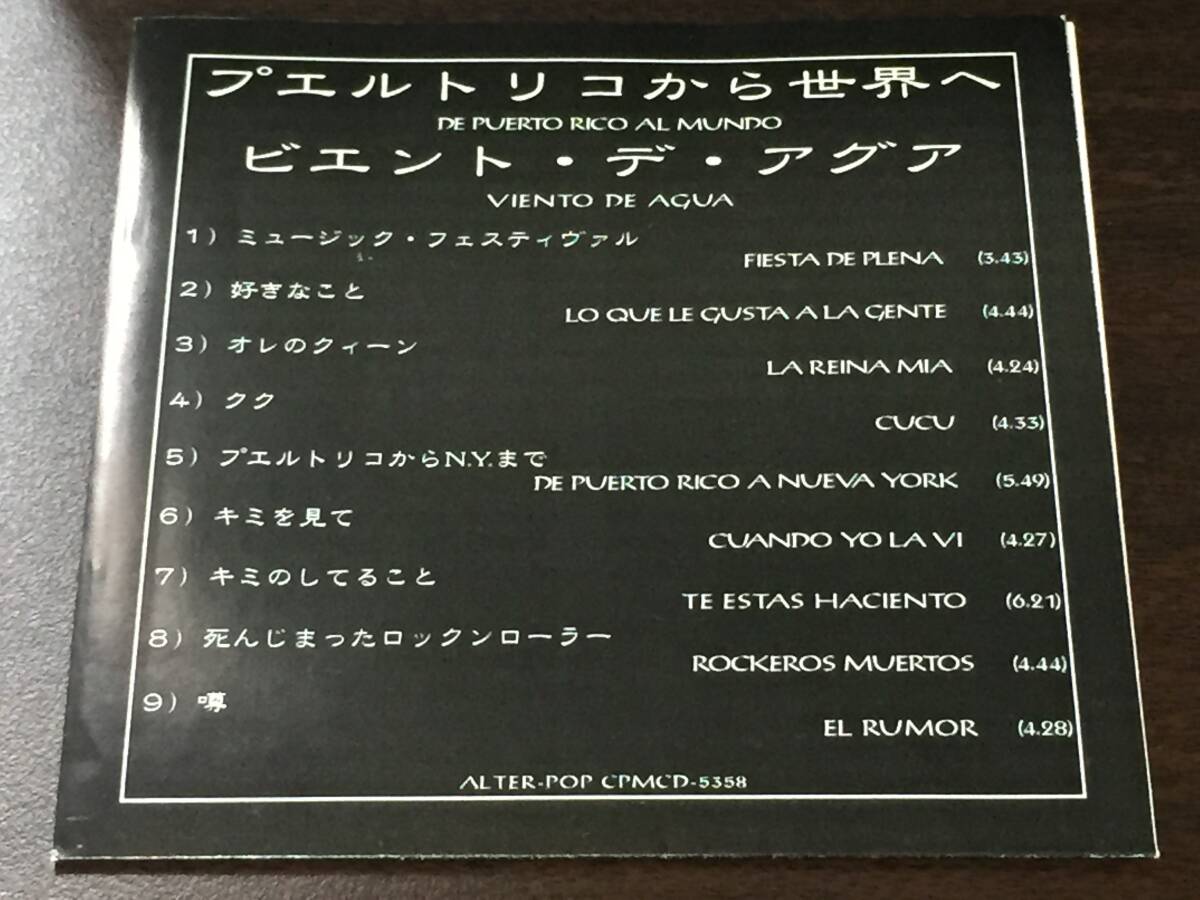 プエルトリコから世界へ
DE PUERTO RICO AL MUNDO
ビエント・デ・アグア
VIENTO DE AGUA
1）ミュージック・フェスティヴァル
FIESTA DE PLENA (3.43)
2）好きなこと
LO QUE LE GUSTA A LA GENTE (4.44)
3）オレのクィーン
LA REINA MIA (4.24)
4）クク
CUCU (4.33)
5）プエルトリコからN.Y.まで
DE PUERTO RICO A NUEVA YORK (5.49)
6）キミを見て
CUANDO YO LA VI (4.27)
7）キミのしてること
TE ESTAS HACIENTO (6.21)
8）死んじまったロックンローラー
ROCKEROS MUERTOS (4.44)
9）噂
EL RUMOR (4.28)
ALTER-POP CPMCD-5358